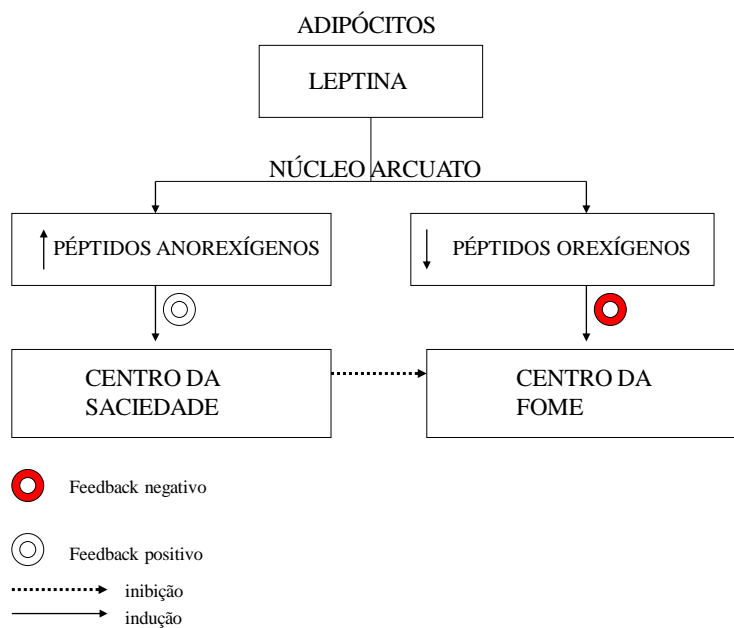 ADIPÓCITOS
LEPTINA
NÚCLEO ARCUATO
PÉPTIDOS ANOREXÍGENOS
PÉPTIDOS OREXÍGENOS
CENTRO DA
SACIEDADE
CENTRO DA
FOME
Feedback negativo
Feedback positivo
inibição
indução